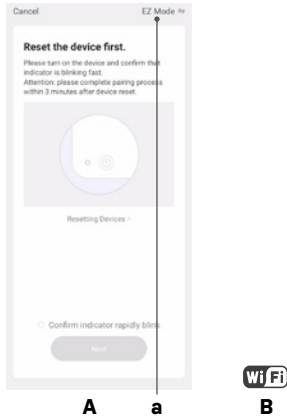 Cancel EZ Mode ⇋
Reset the device first.
Please turn on the device and confirm that
indicator is blinking fast.
Attention: please complete pairing process
within 3 minutes after device reset.
Resetting Devices >
Confirm indicator rapidly blink
Next
WiFi
A a B